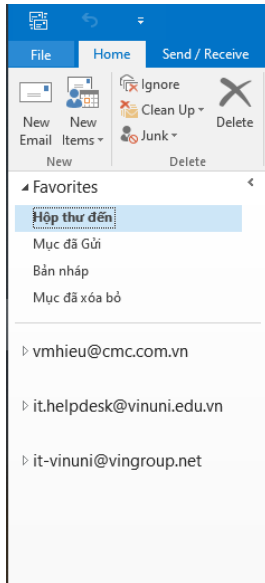 File Home Send / Receive
New Email
New Items
Ignore
Clean Up
Junk
Delete
New
Delete
Favorites
Hộp thư đến
Mục đã Gửi
Bản nháp
Mục đã xóa bỏ
vmhieu@cmc.com.vn
it.helpdesk@vinuni.edu.vn
it-vinuni@vingroup.net